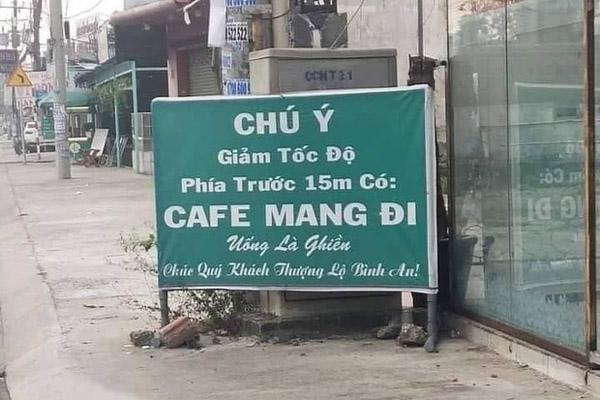 CCHT21
CHÚ Ý
Giảm Tốc Độ
Phía Trước 15m Có:
CAFE MANG ĐI
Uống Là Ghiền
Chúc Quý Khách Thượng Lộ Bình An!